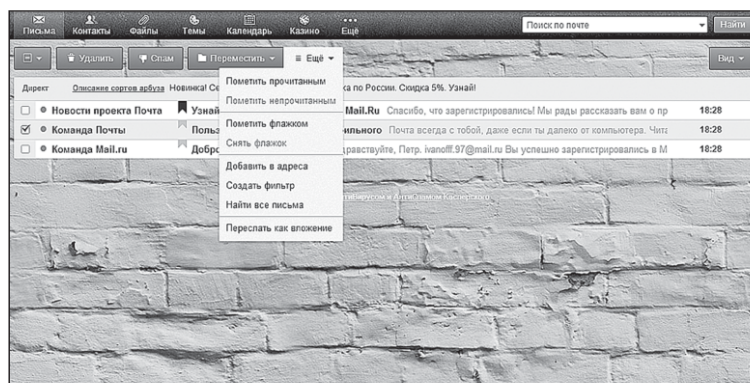 Письма Контакты Файлы Темы Календарь Казино Ещё Поиск по почте Найти
Удалить Спам Переместить Ещё Вид
Директ Описание сортов арбуза Новинка! Се ка по России. Скидка 5%. Узнай!
Новости проекта Почта Узнай Mail.Ru Спасибо, что зарегистрировались! Мы рады рассказать вам о пр 18:28
Команда Почты Польз ильного Почта всегда с тобой, даже если ты далеко от компьютера. Чита 18:28
Команда Mail.ru Добро дравствуйте, Петр. ivanoff.97@mail.ru Вы успешно зарегистрировались в M 18:28
Пометить прочитанным
Пометить непрочитанным
Пометить флажком
Снять флажок
Добавить в адреса
Создать фильтр
Найти все письма
Переслать как вложение